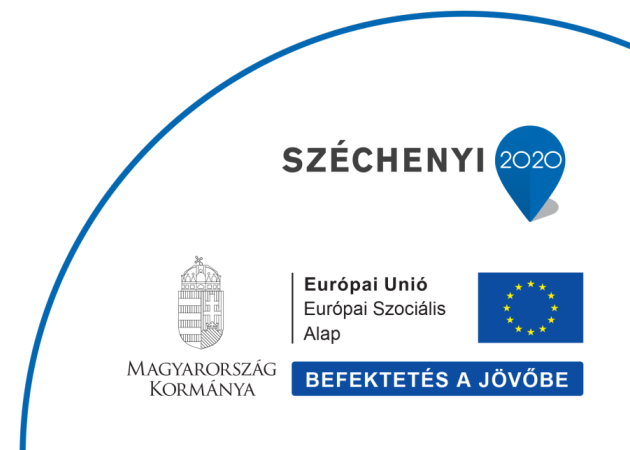 SZÉCHENYI 2020
Európai Unió
Európai Szociális
Alap
MAGYARORSZÁG
KORMÁNYA
BEFEKTETÉS A JÖVŐBE